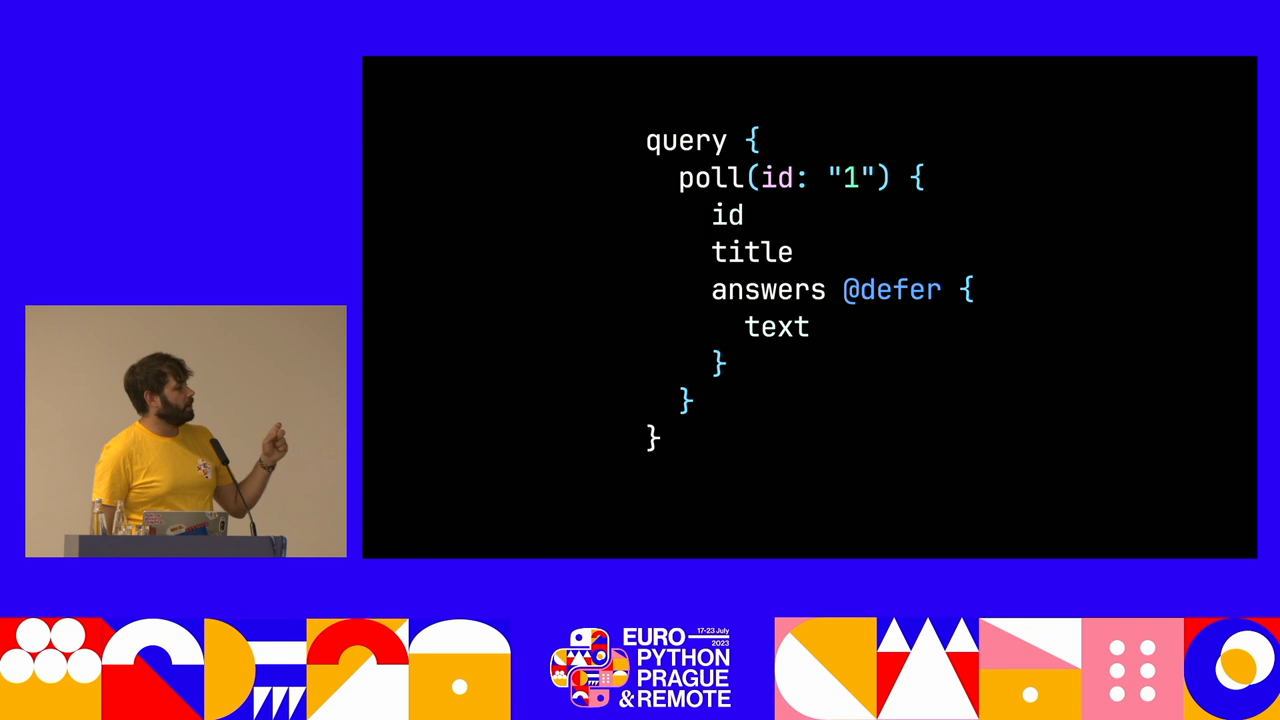 query {
poll(id: "1") {
id
title
answers @defer {
text
}
}
}
EURO 17-23 July 2023
PYTHON
PRAGUE
& REMOTE